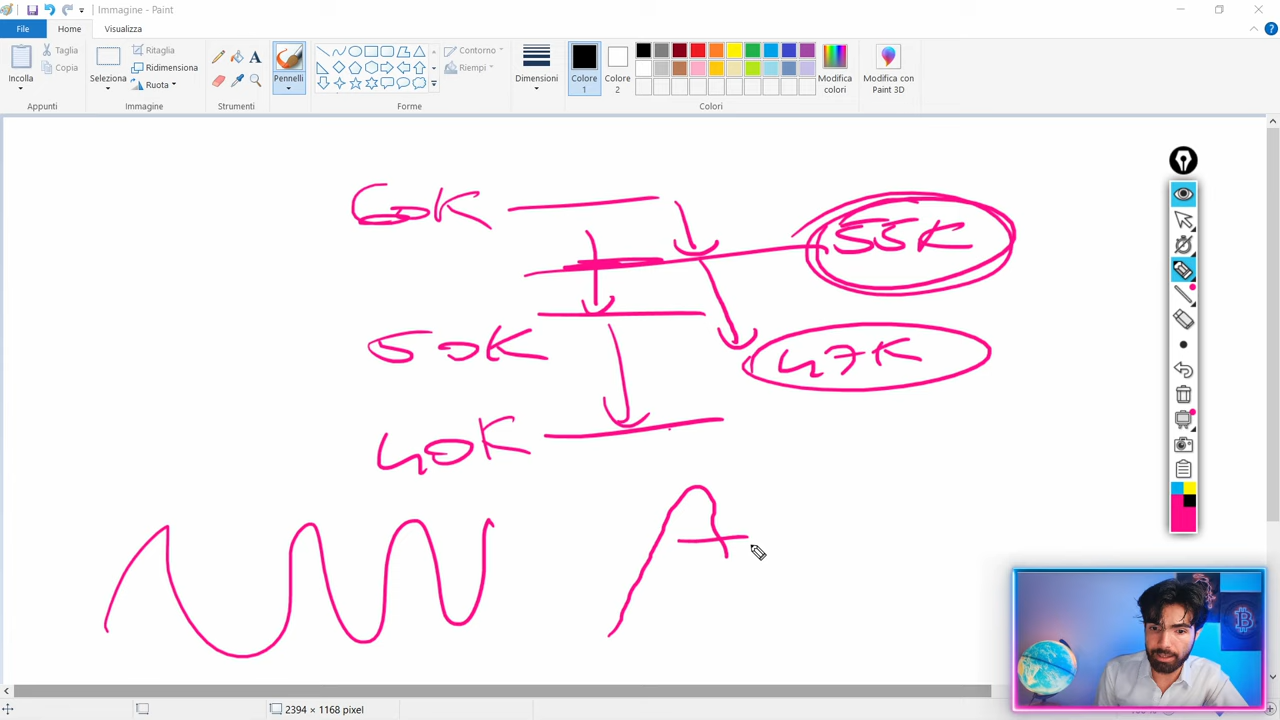 Immagine - Paint
File Home Visualizza
Incolla
Taglia
Copia
Appunti
Seleziona
Ritaglia
Ridimensiona
Ruota
Immagine
Strumenti
Pennelli
Contorno
Riempi
Forme
Dimensioni
Colore 1
Colore 2
Colori
Modifica colori
Modifica con Paint 3D
60K
55K
50K
47K
40K
2394 × 1168 pixel